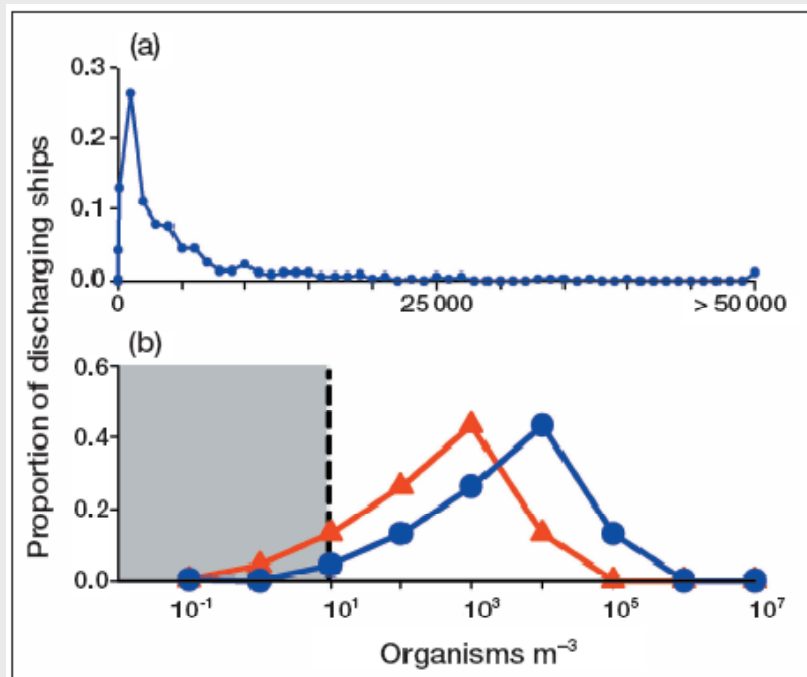 (a)
0.3
0.2
0.1
0.0
0 25 000 > 50 000
(b)
0.6
0.4
0.2
0.0
10⁻¹ 10¹ 10³ 10⁵ 10⁷
Organisms m⁻³
Proportion of discharging ships